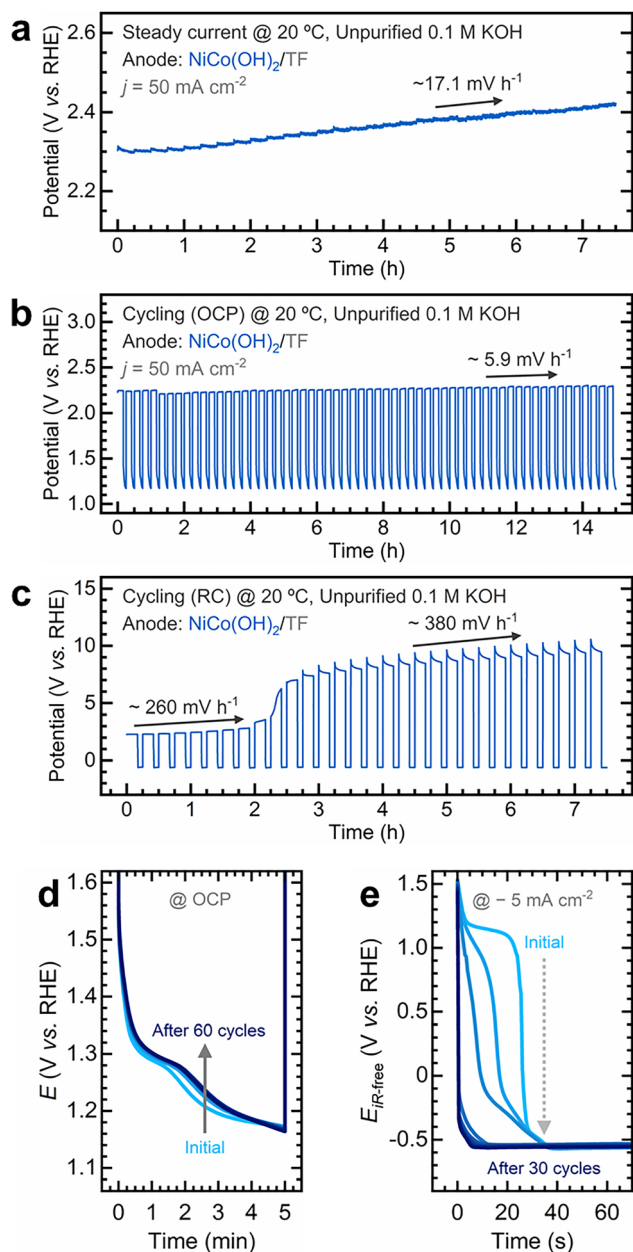 a
Steady current @ 20 ºC, Unpurified 0.1 M KOH
Anode: NiCo(OH)₂/TF
j = 50 mA cm⁻²
~17.1 mV h⁻¹
Potential (V vs. RHE)
2.6
2.4
2.2
0 1 2 3 4 5 6 7
Time (h)
b
Cycling (OCP) @ 20 ºC, Unpurified 0.1 M KOH
Anode: NiCo(OH)₂/TF
j = 50 mA cm⁻²
~ 5.9 mV h⁻¹
Potential (V vs. RHE)
3.0
2.5
2.0
1.5
1.0
0 2 4 6 8 10 12 14
Time (h)
c
Cycling (RC) @ 20 ºC, Unpurified 0.1 M KOH
Anode: NiCo(OH)₂/TF
~ 380 mV h⁻¹
~ 260 mV h⁻¹
Potential (V vs. RHE)
15
10
5
0
0 1 2 3 4 5 6 7
Time (h)
d
@ OCP
After 60 cycles
Initial
E (V vs. RHE)
1.6
1.5
1.4
1.3
1.2
1.1
0 1 2 3 4 5
Time (min)
e
@ − 5 mA cm⁻²
Initial
After 30 cycles
E iR-free (V vs. RHE)
1.5
1.0
0.5
0
-0.5
0 20 40 60
Time (s)